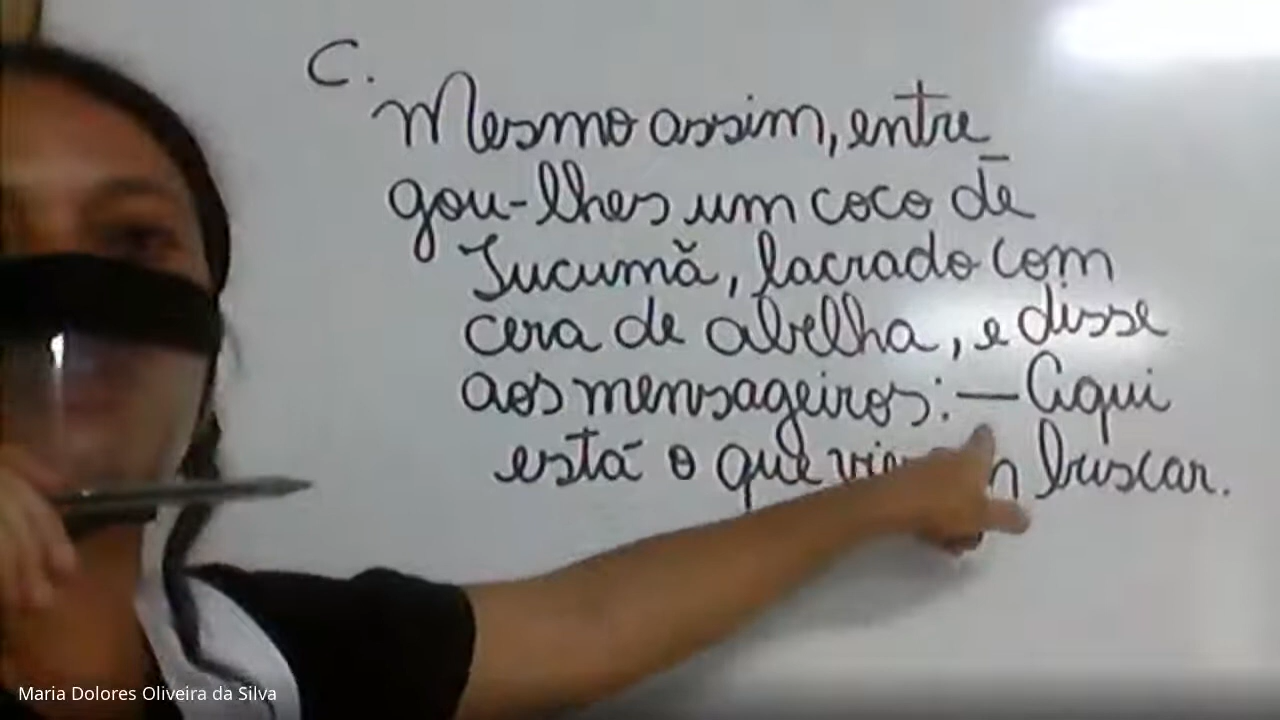 C.
Mesmo assim, entre
gou-lhes um coco de
Tucumã, lacrado com
cera de abelha, e disse
aos mensageiros: — Aqui
está o que buscar.
Maria Dolores Oliveira da Silva